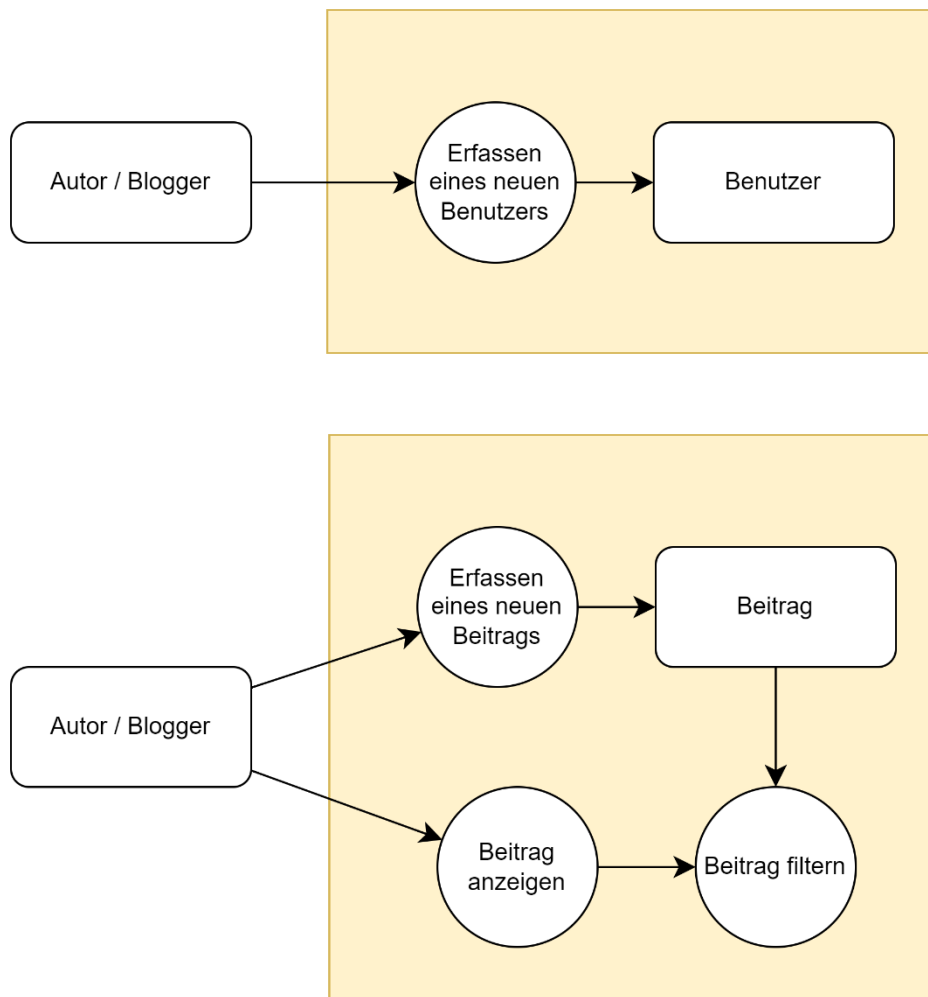 Autor / Blogger
Erfassen
eines neuen
Benutzers
Benutzer
Erfassen
eines neuen
Beitrags
Beitrag
Autor / Blogger
Beitrag
anzeigen
Beitrag filtern